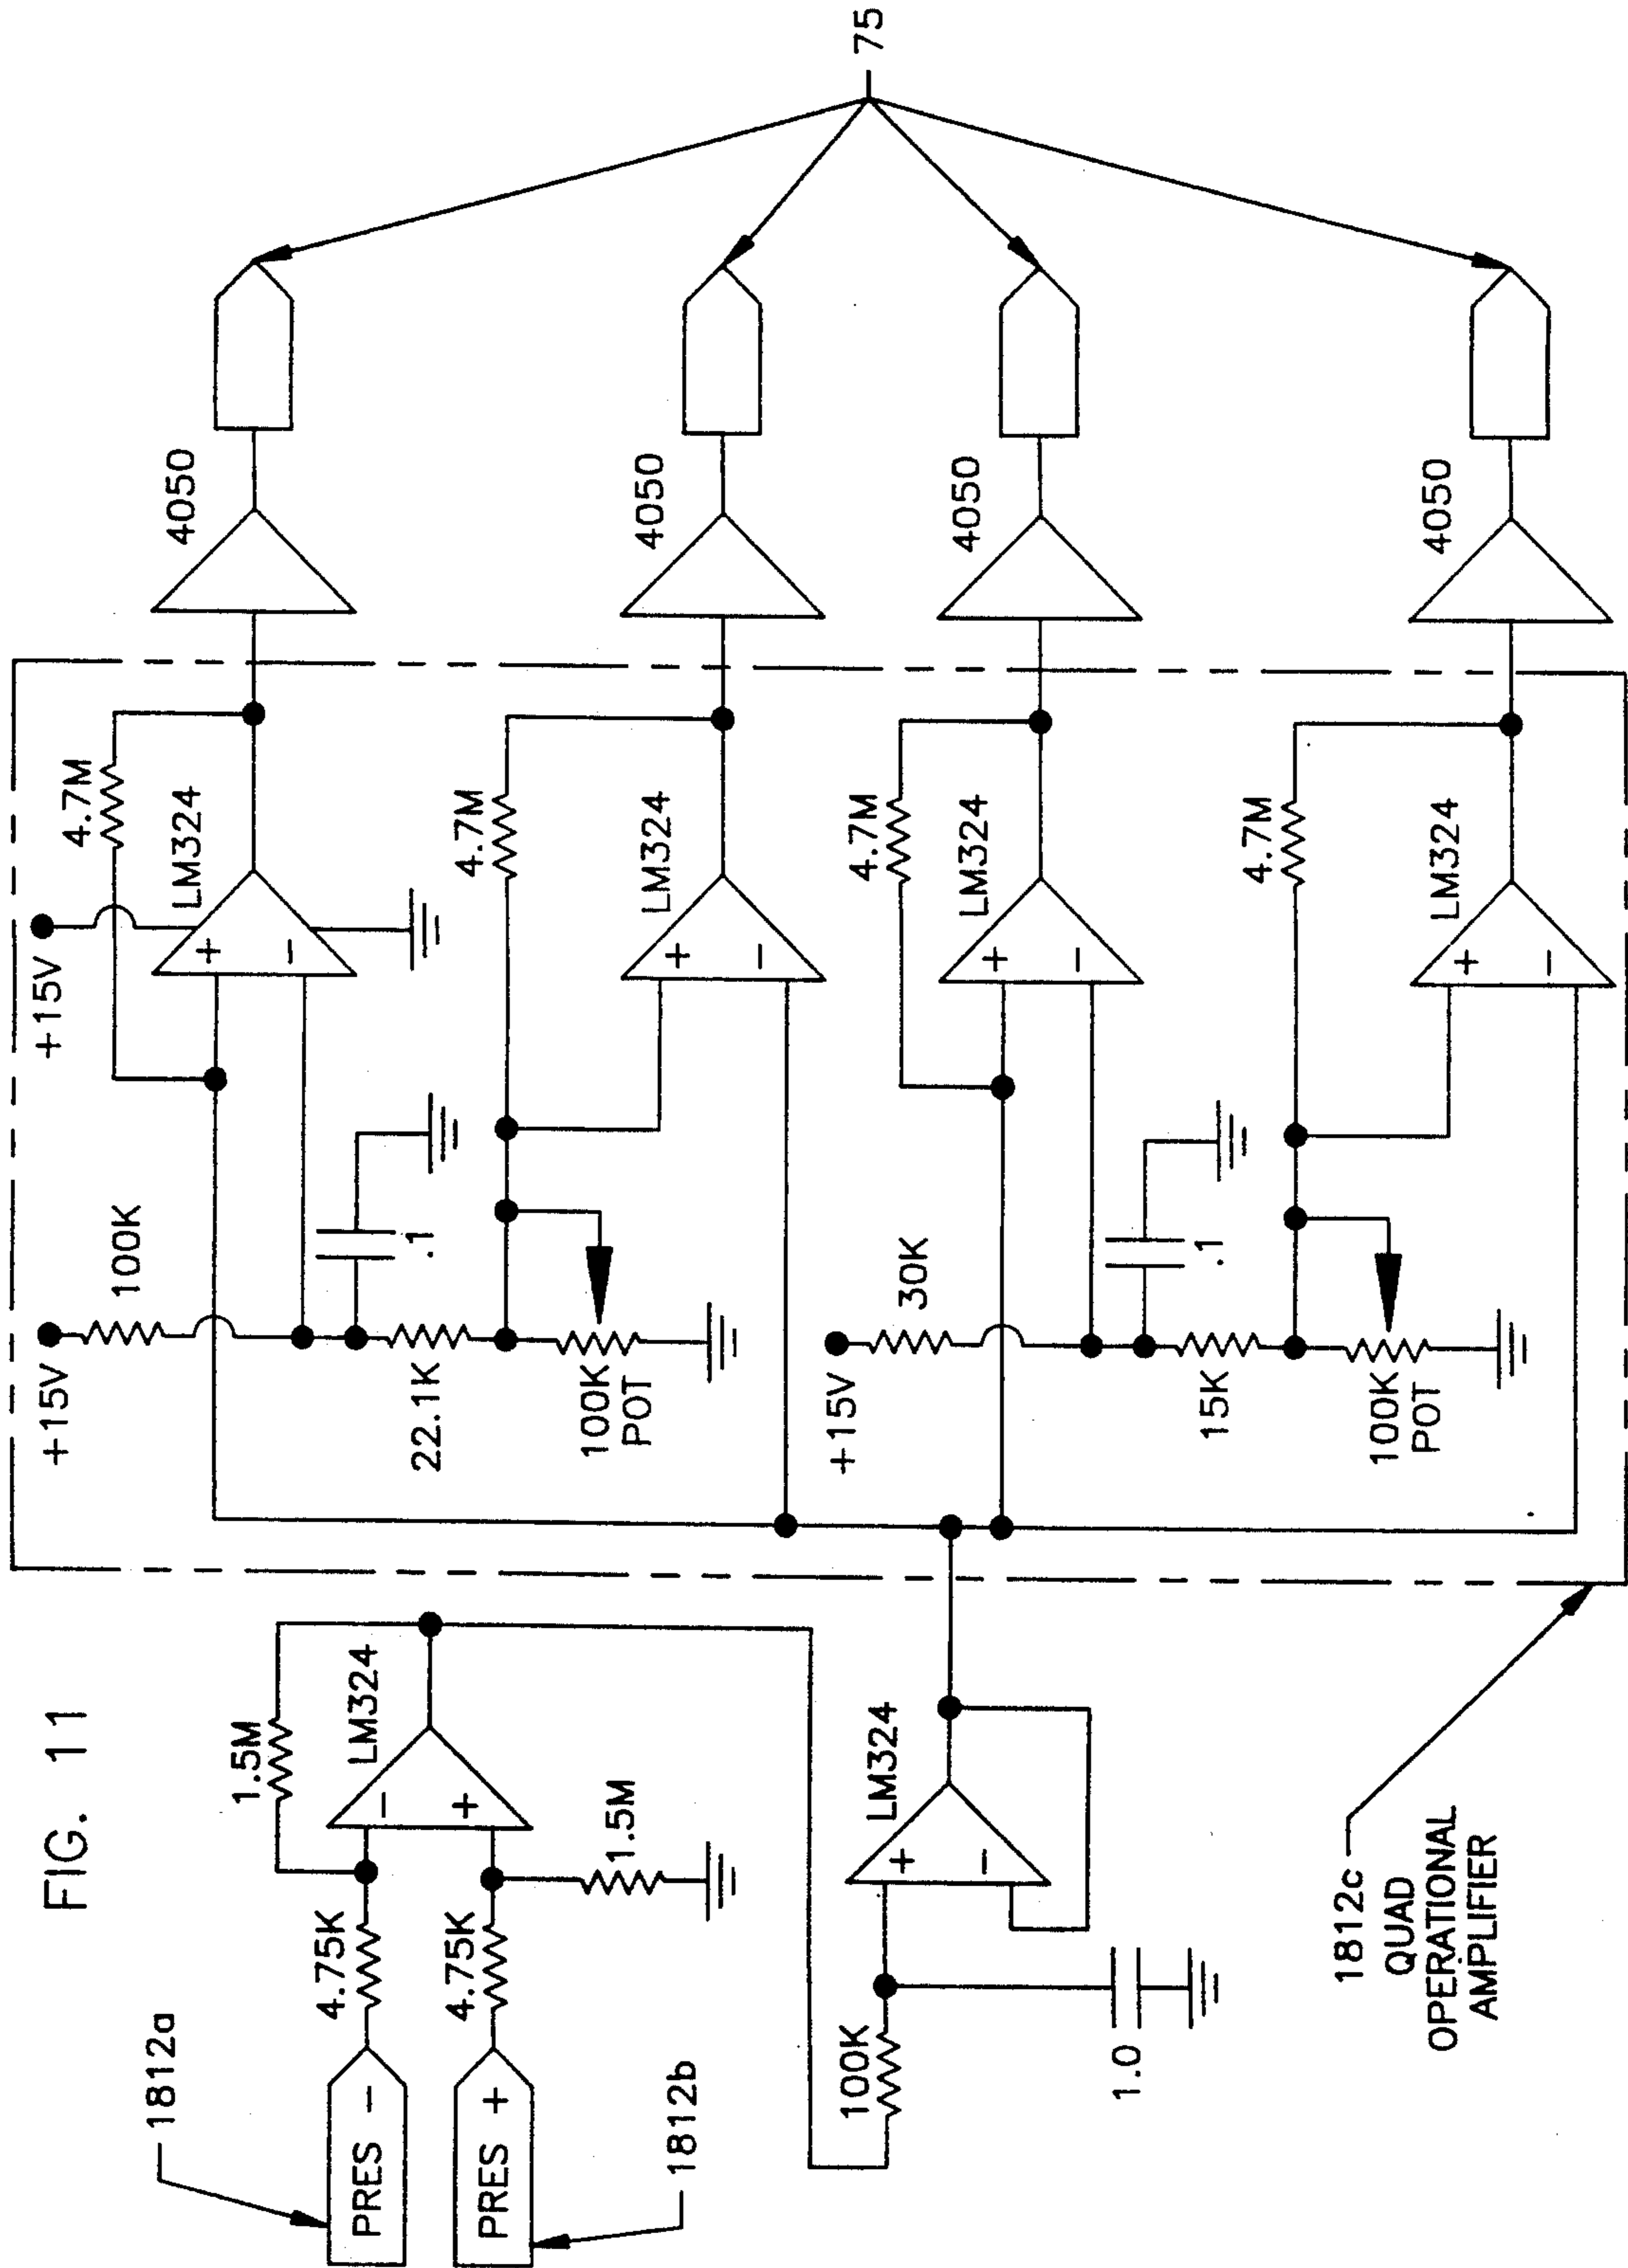 FIG. 11
1812a
PRES -
4.75K
1.5M
-
+
LM324
PRES +
4.75K
1.5M
1812b
100K
1.0
+
-
LM324
1812c
QUAD
OPERATIONAL
AMPLIFIER
+15V
100K
.1
22.1K
100K
POT
+15V
4.7M
LM324
+
-
4050
4.7M
LM324
+
-
4050
+15V
30K
.1
15K
100K
POT
4.7M
LM324
+
-
4050
4.7M
LM324
+
-
4050
75